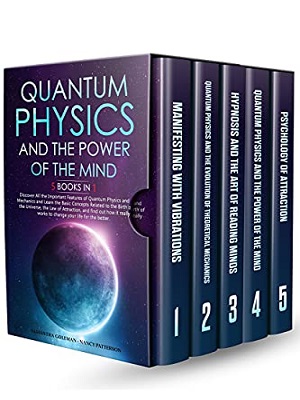 QUANTUM
PHYSICS
AND THE POWER
OF THE MIND
5 BOOKS IN 1
Discover All the Important Features of Quantum Physics and
Mechanics and Learn the Basic Concepts Related to the Birth of
the Universe, the Law of Attraction, and find out how it really
works to change your life for the better.
COLEMAN - NANCY PATTERSON
MANIFESTING WITH VIBRATIONS
1
QUANTUM PHYSICS AND THE EVOLUTION OF THEORETICAL MECHANICS
2
HYPNOSIS AND THE ART OF READING MINDS
3
QUANTUM PHYSICS AND THE POWER OF THE MIND
4
PSYCHOLOGY OF ATTRACTION
5